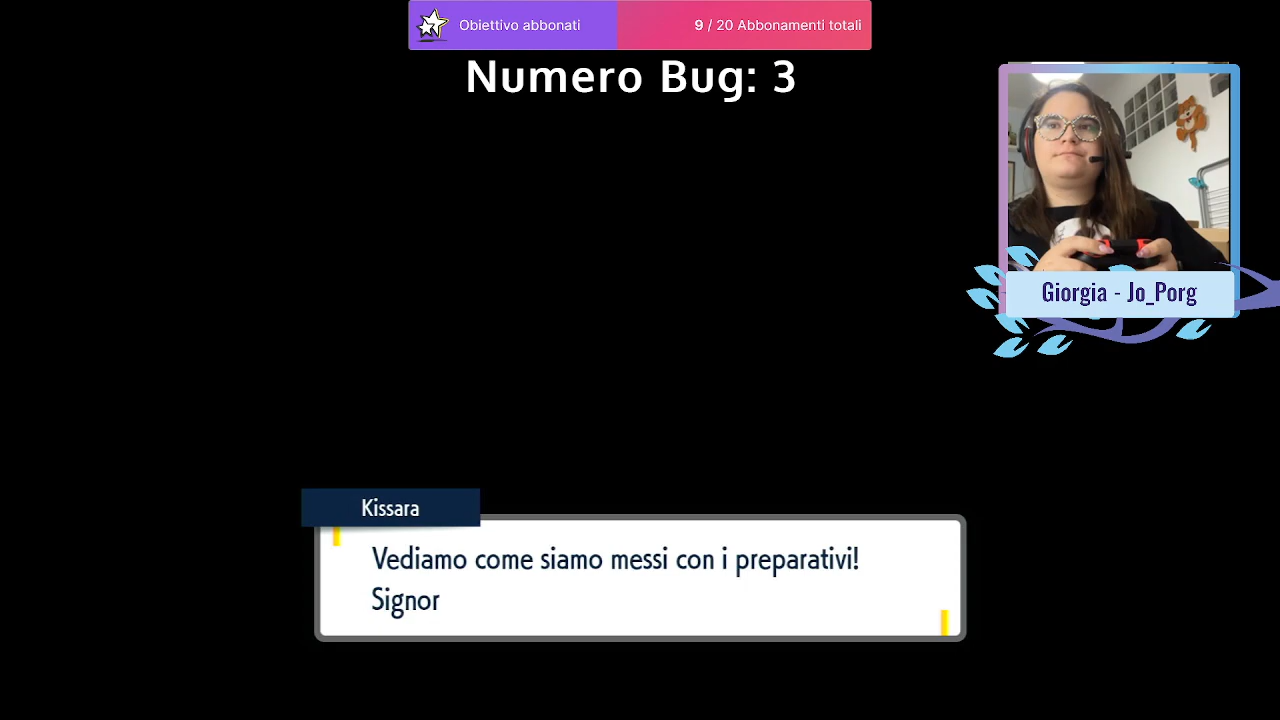 Obiettivo abbonati
9 / 20 Abbonamenti totali
Numero Bug: 3
Giorgia - Jo_Porg
Kissara
Vediamo come siamo messi con i preparativi!
Signor